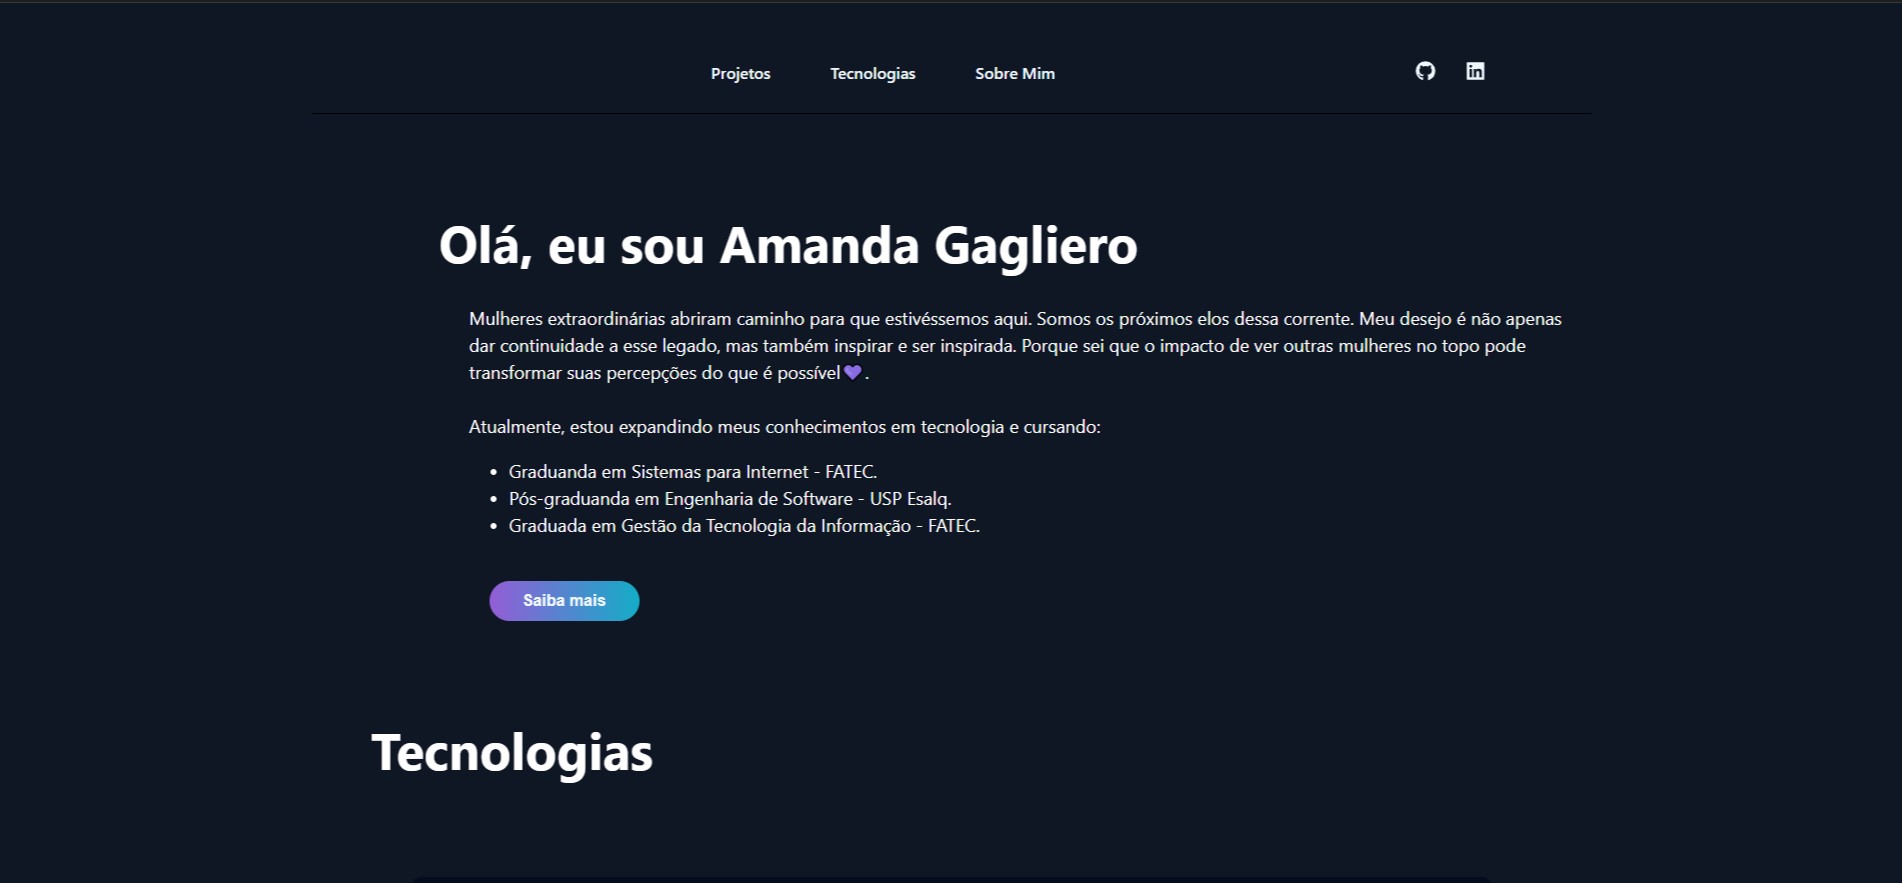 Projetos Tecnologias Sobre Mim
Olá, eu sou Amanda Gagliero
Mulheres extraordinárias abriram caminho para que estivéssemos aqui. Somos os próximos elos dessa corrente. Meu desejo é não apenas
dar continuidade a esse legado, mas também inspirar e ser inspirada. Porque sei que o impacto de ver outras mulheres no topo pode
transformar suas percepções do que é possível💜.
Atualmente, estou expandindo meus conhecimentos em tecnologia e cursando:
• Graduanda em Sistemas para Internet - FATEC.
• Pós-graduanda em Engenharia de Software - USP Esalq.
• Graduada em Gestão da Tecnologia da Informação - FATEC.
Saiba mais
Tecnologias